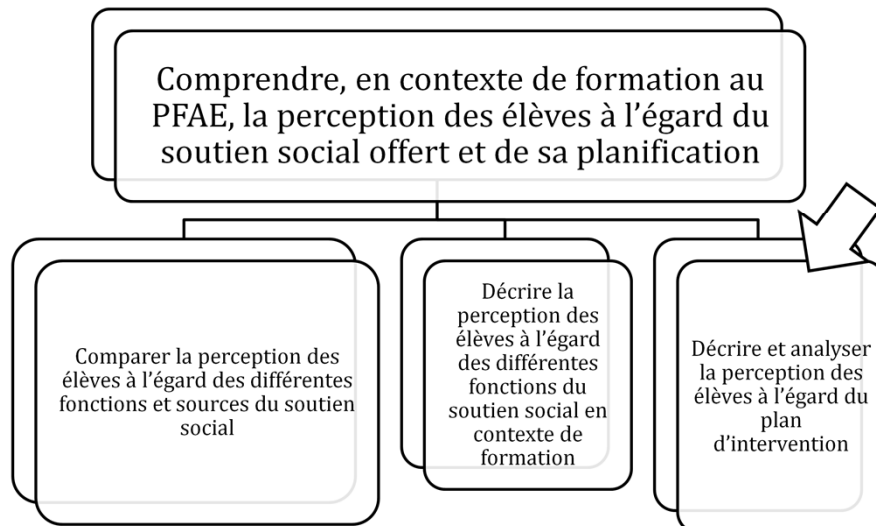 Comprendre, en contexte de formation au
PFAE, la perception des élèves à l’égard du
soutien social offert et de sa planification
Comparer la perception des
élèves à l’égard des différentes
fonctions et sources du soutien
social
Décrire la
perception des
élèves à l’égard
des différentes
fonctions du
soutien social en
contexte de
formation
Décrire et analyser
la perception des
élèves à l’égard du
plan
d’intervention